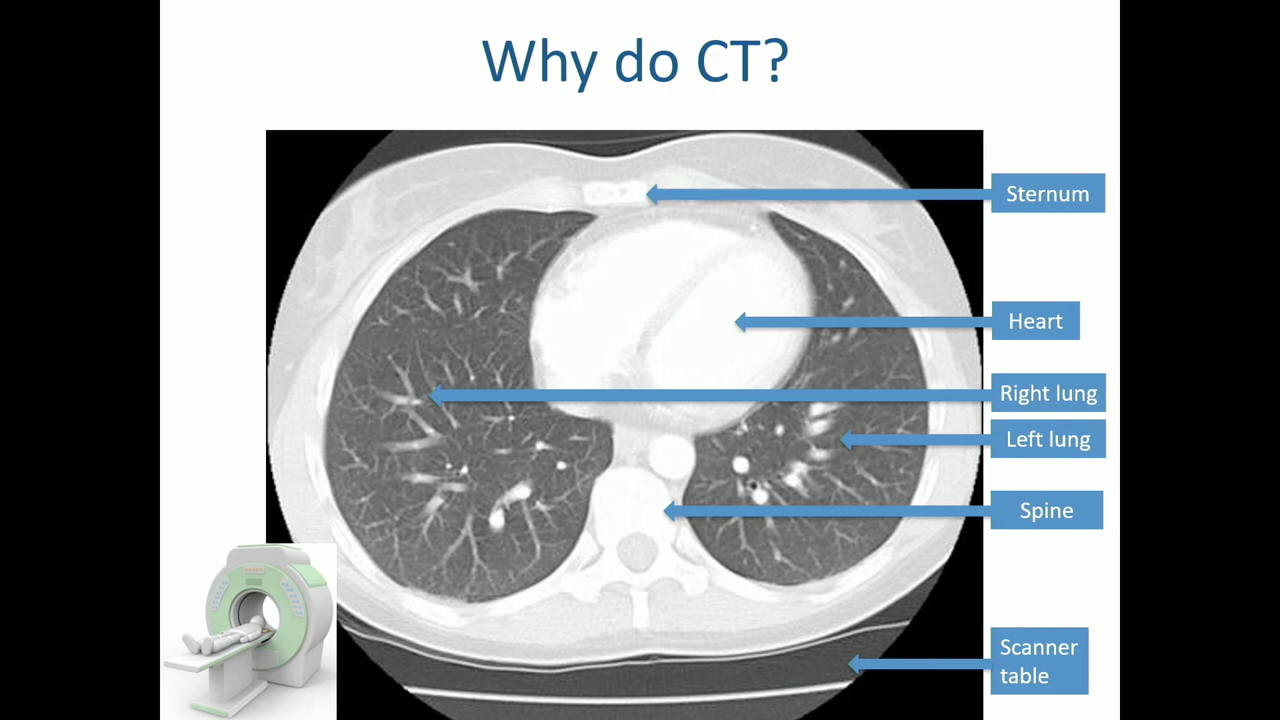 Why do CT?
Sternum
Heart
Right lung
Left lung
Spine
Scanner
table